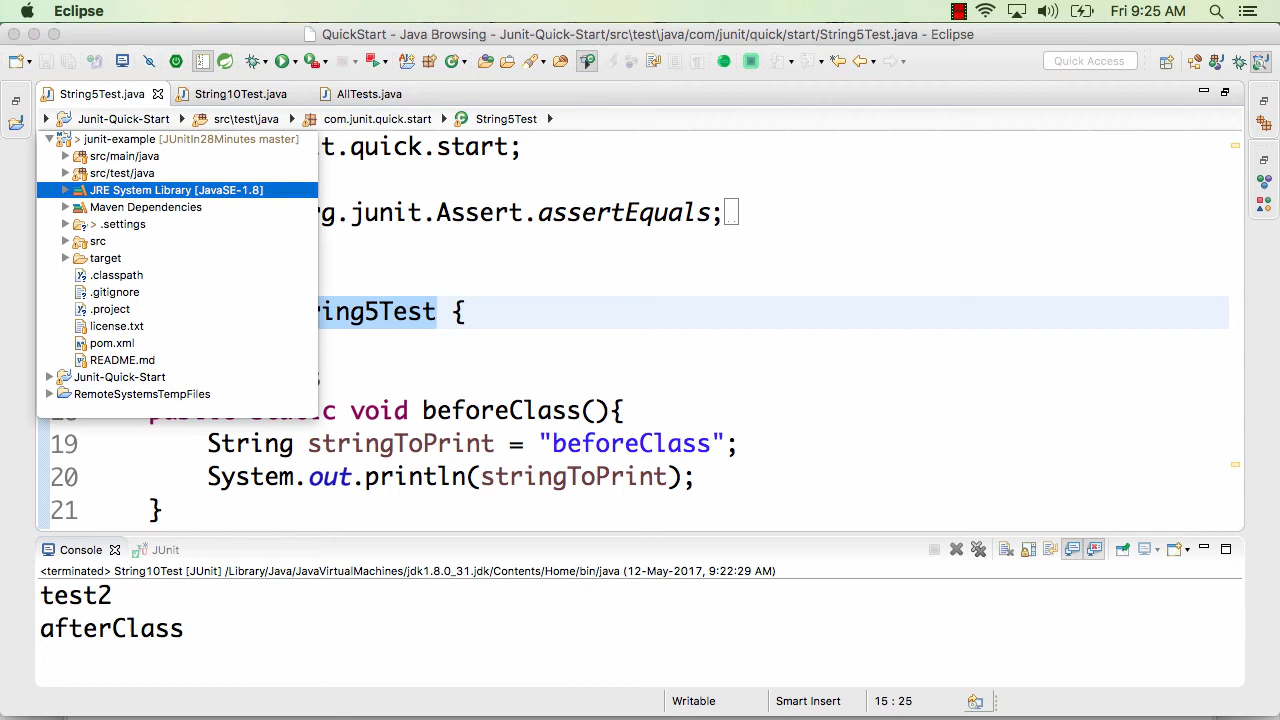 Eclipse
Fri 9:25 AM
QuickStart - Java Browsing - Junit-Quick-Start/src/test/java/com/junit/quick/start/String5Test.java - Eclipse
Quick Access
String5Test.java
String10Test.java
AllTests.java
Junit-Quick-Start
src\test\java
com.junit.quick.start
String5Test
> junit-example [JUnitIn28Minutes master]
src/main/java
src/test/java
JRE System Library [JavaSE-1.8]
Maven Dependencies
> .settings
src
target
.classpath
.gitignore
.project
license.txt
pom.xml
README.md
Junit-Quick-Start
RemoteSystemsTempFiles
t.quick.start;
rg.junit.Assert.assertEquals;
ring5Test {
static void beforeClass(){
19 String stringToPrint = "beforeClass";
20 System.out.println(stringToPrint);
21 }
Console
JUnit
<terminated> String10Test [JUnit] /Library/Java/JavaVirtualMachines/jdk1.8.0_31.jdk/Contents/Home/bin/java (12-May-2017, 9:22:29 AM)
test2
afterClass
Writable
Smart Insert
15 : 25